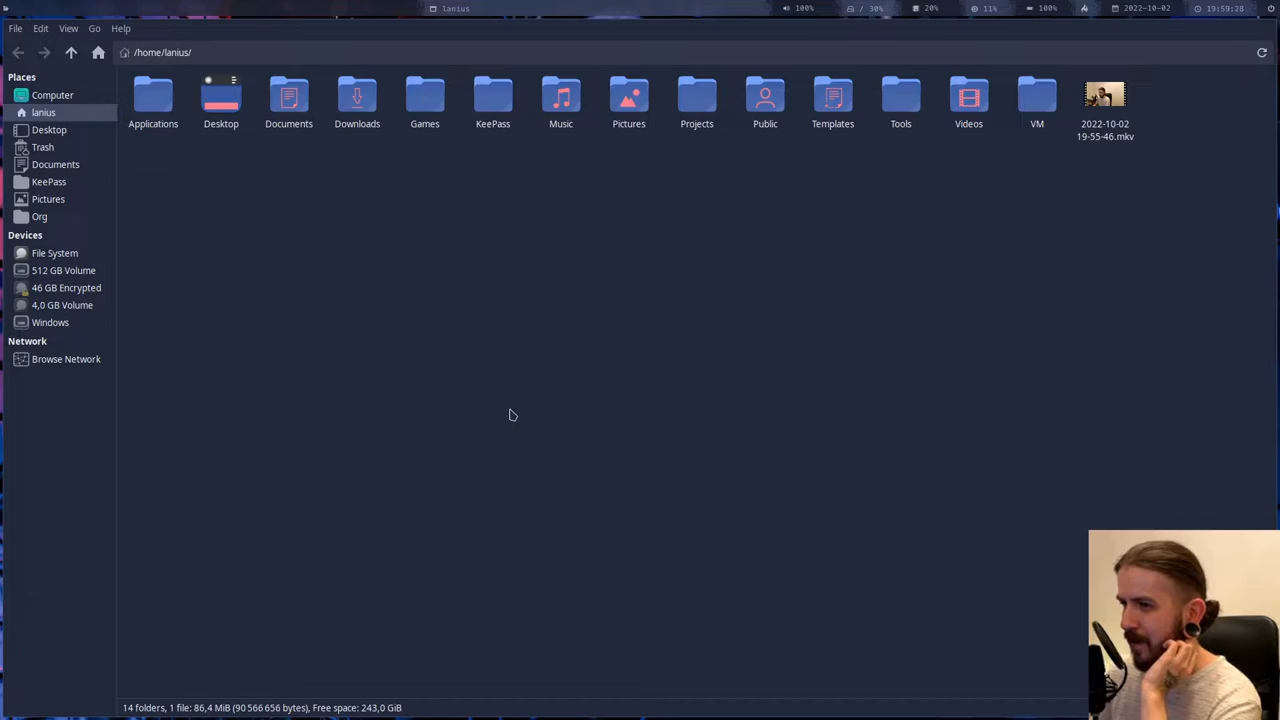 lanius 100% / 30% 20% 11% 100% 2022-10-02 19:59:28
File Edit View Go Help
/home/lanius/
Places
Computer
lanius
Desktop
Trash
Documents
KeePass
Pictures
Org
Devices
File System
512 GB Volume
46 GB Encrypted
4,0 GB Volume
Windows
Network
Browse Network
Applications Desktop Documents Downloads Games KeePass Music Pictures Projects Public Templates Tools Videos VM 2022-10-02
19-55-46.mkv
14 folders, 1 file: 86,4 MiB (90 566 656 bytes), Free space: 243,0 GiB